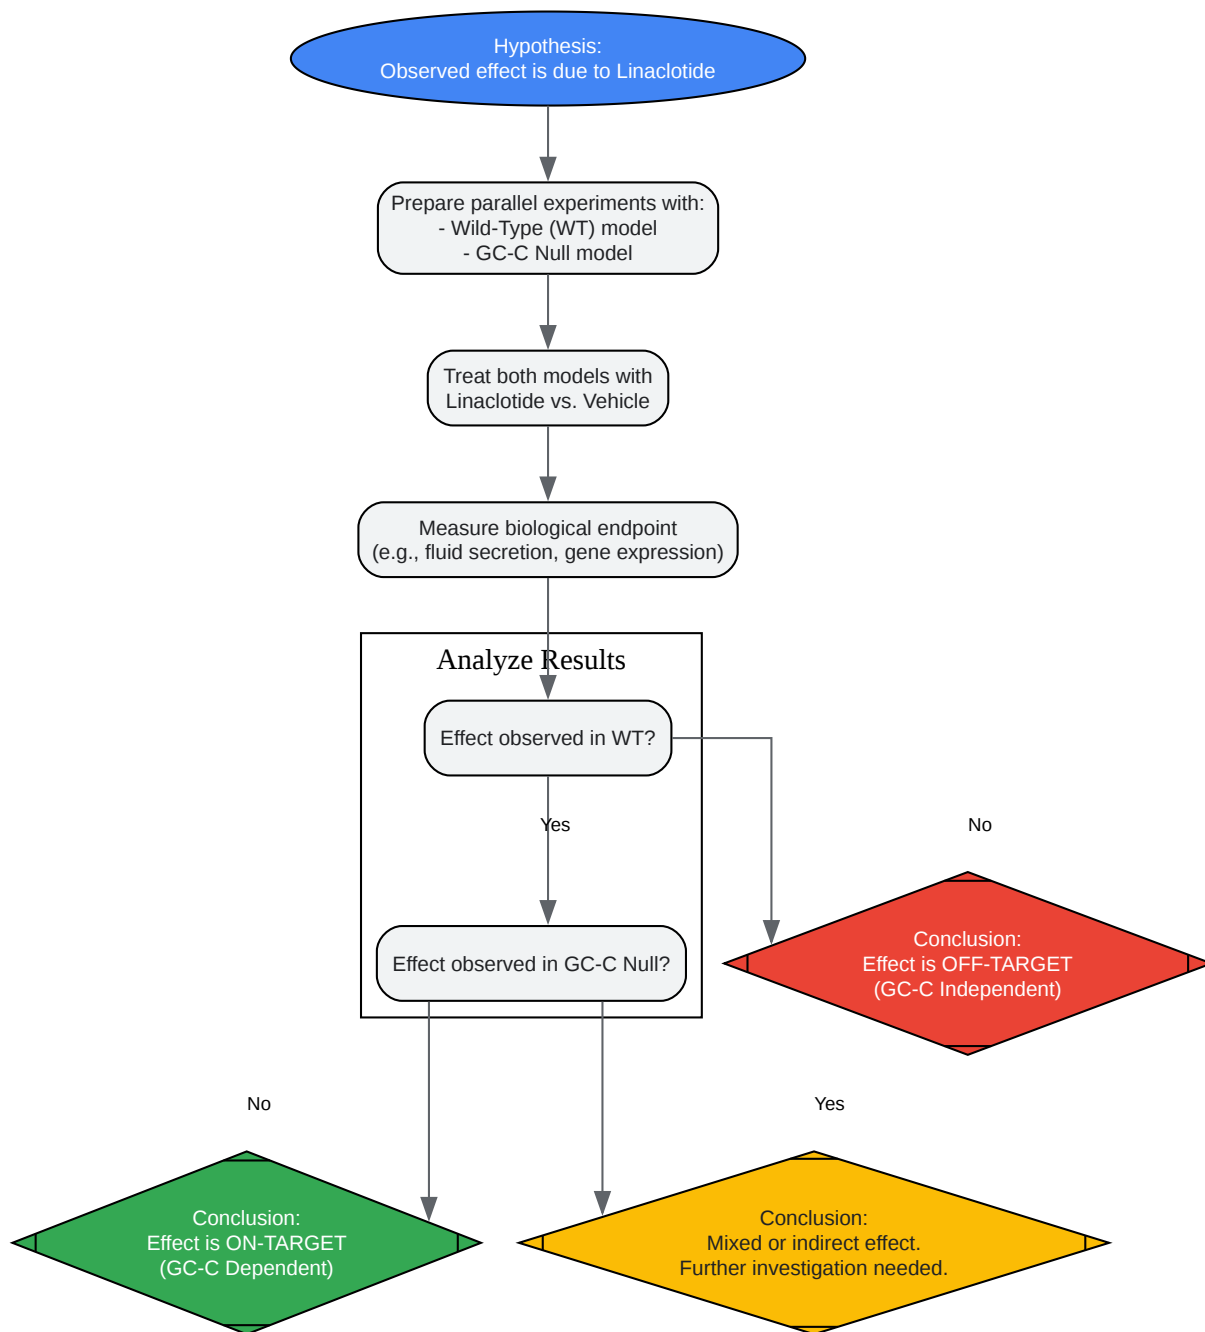 Hypothesis:
Observed effect is due to Linaclotide
Prepare parallel experiments with:
- Wild-Type (WT) model
- GC-C Null model
Treat both models with
Linaclotide vs. Vehicle
Measure biological endpoint
(e.g., fluid secretion, gene expression)
Analyze Results
Effect observed in WT?
Yes
No
Effect observed in GC-C Null?
Conclusion:
Effect is OFF-TARGET
(GC-C Independent)
No
Yes
Conclusion:
Effect is ON-TARGET
(GC-C Dependent)
Conclusion:
Mixed or indirect effect.
Further investigation needed.